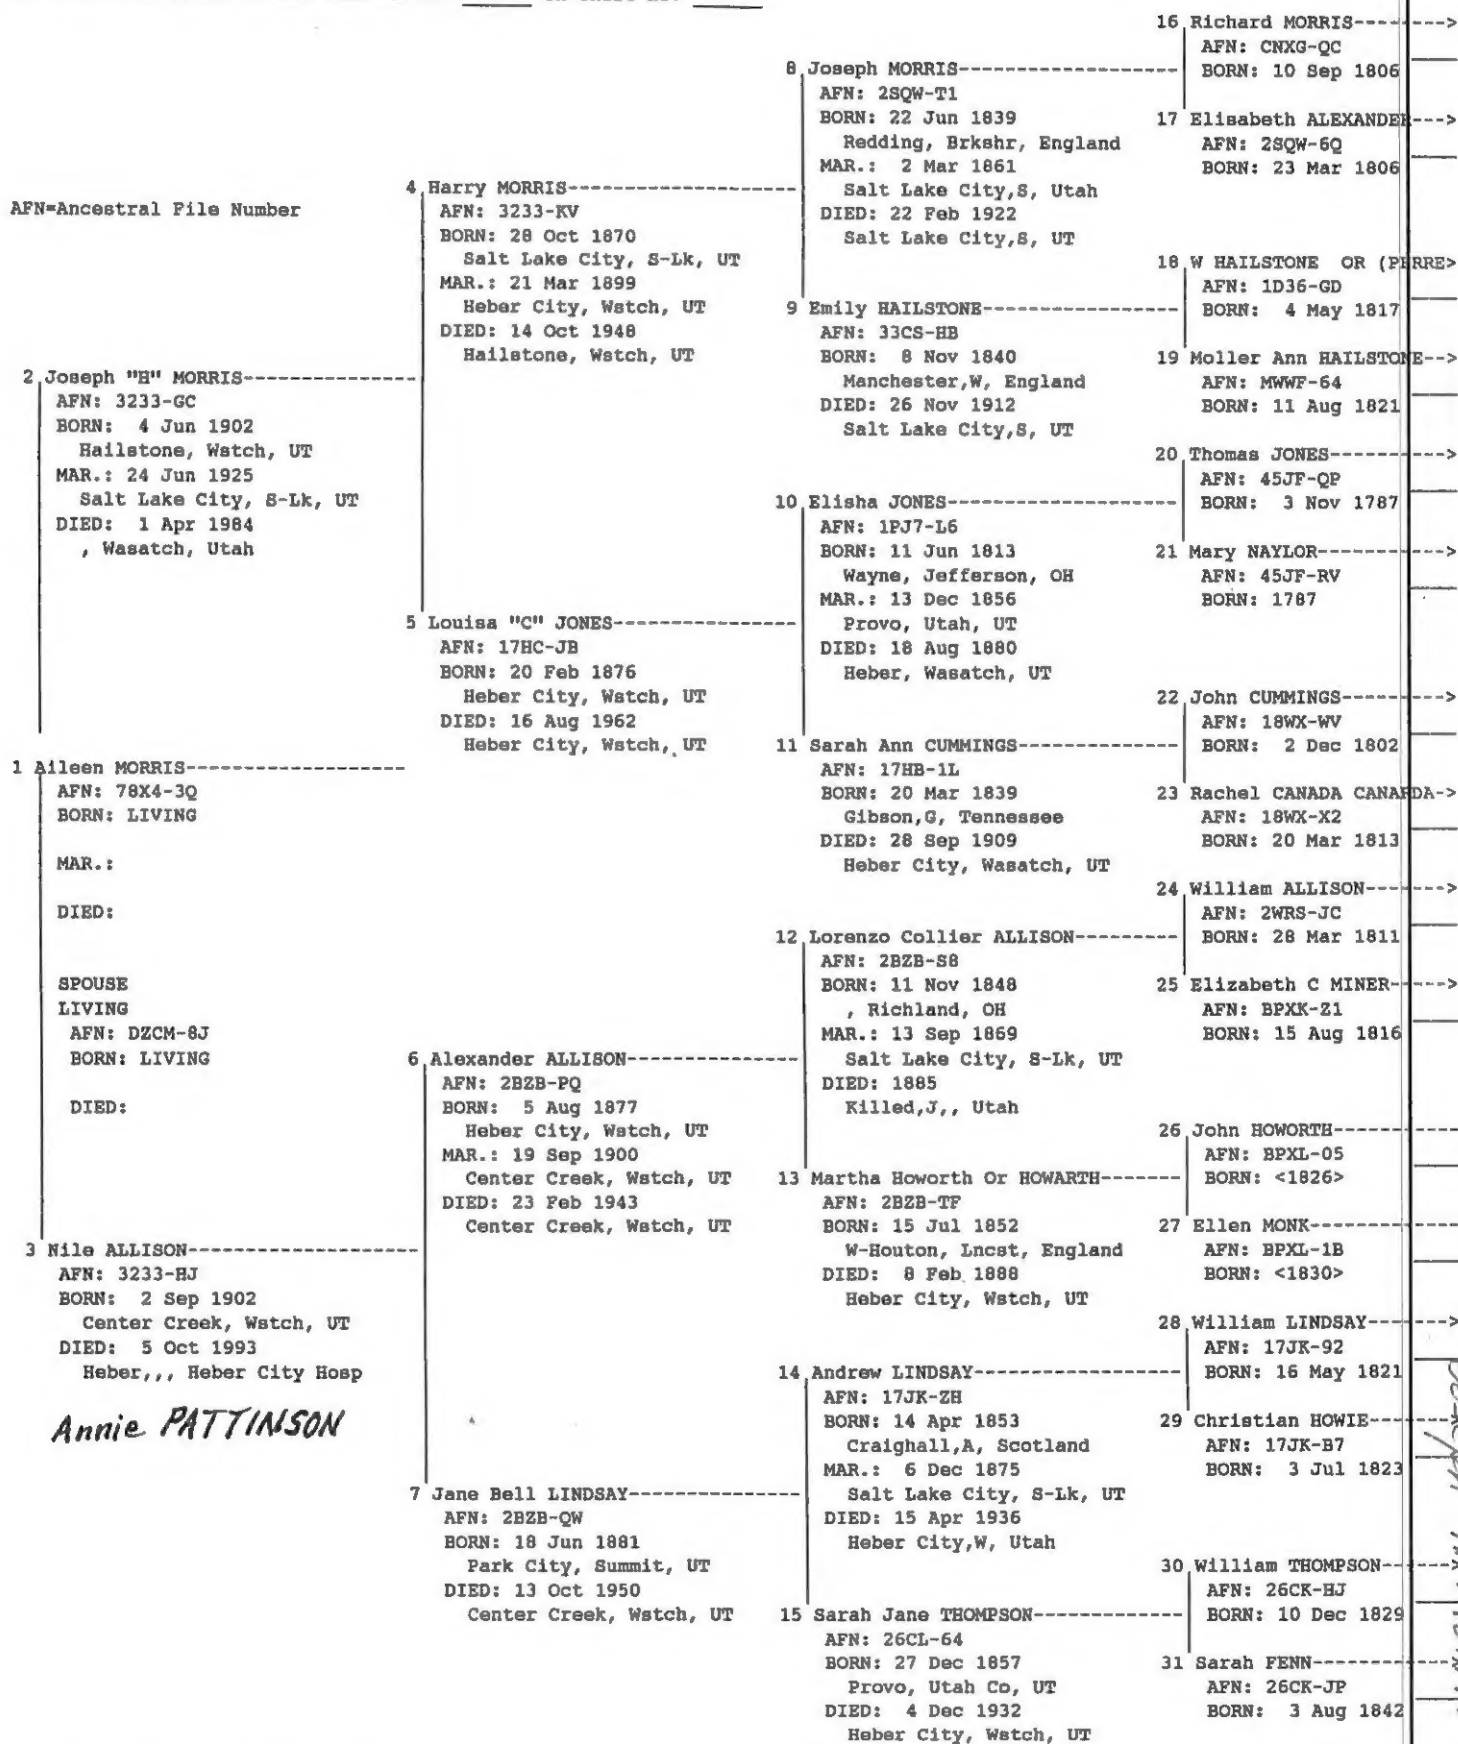 AFN=Ancestral File Number
1 Aileen MORRIS--------------------
AFN: 78X4-3Q
BORN: LIVING
MAR.:
DIED:
SPOUSE
LIVING
AFN: DZCM-8J
BORN: LIVING
DIED:
2 Joseph "H" MORRIS----------------
AFN: 3233-GC
BORN: 4 Jun 1902
Hailstone, Wstch, UT
MAR.: 24 Jun 1925
Salt Lake City, S-Lk, UT
DIED: 1 Apr 1984
, Wasatch, Utah
3 Nile ALLISON---------------------
AFN: 3233-HJ
BORN: 2 Sep 1902
Center Creek, Wstch, UT
DIED: 5 Oct 1993
Heber,,, Heber City Hosp
Annie PATTINSON
4 Harry MORRIS---------------------
AFN: 3233-KV
BORN: 28 Oct 1870
Salt Lake City, S-Lk, UT
MAR.: 21 Mar 1899
Heber City, Wstch, UT
DIED: 14 Oct 1948
Hailstone, Wstch, UT
5 Louisa "C" JONES-----------------
AFN: 17HC-JB
BORN: 20 Feb 1876
Heber City, Wstch, UT
DIED: 16 Aug 1962
Heber City, Wstch, UT
6 Alexander ALLISON----------------
AFN: 2BZB-PQ
BORN: 5 Aug 1877
Heber City, Wstch, UT
MAR.: 19 Sep 1900
Center Creek, Wstch, UT
DIED: 23 Feb 1943
Center Creek, Wstch, UT
7 Jane Bell LINDSAY----------------
AFN: 2BZB-QW
BORN: 18 Jun 1881
Park City, Summit, UT
DIED: 13 Oct 1950
Center Creek, Wstch, UT
8 Joseph MORRIS--------------------
AFN: 2SQW-T1
BORN: 22 Jun 1839
Redding, Brkshr, England
MAR.: 2 Mar 1861
Salt Lake City,S, Utah
DIED: 22 Feb 1922
Salt Lake City,S, UT
9 Emily HAILSTONE------------------
AFN: 33CS-HB
BORN: 8 Nov 1840
Manchester,W, England
DIED: 26 Nov 1912
Salt Lake City,S, UT
10 Elisha JONES---------------------
AFN: 1PJ7-L6
BORN: 11 Jun 1813
Wayne, Jefferson, OH
MAR.: 13 Dec 1856
Provo, Utah, UT
DIED: 18 Aug 1880
Heber, Wasatch, UT
11 Sarah Ann CUMMINGS---------------
AFN: 17HB-1L
BORN: 20 Mar 1839
Gibson,G, Tennessee
DIED: 28 Sep 1909
Heber City, Wasatch, UT
12 Lorenzo Collier ALLISON----------
AFN: 2BZB-S8
BORN: 11 Nov 1848
, Richland, OH
MAR.: 13 Sep 1869
Salt Lake City, S-Lk, UT
DIED: 1885
Killed,J,, Utah
13 Martha Howorth Or HOWARTH--------
AFN: 2BZB-TF
BORN: 15 Jul 1852
W-Houton, Lncst, England
DIED: 8 Feb 1888
Heber City, Wstch, UT
14 Andrew LINDSAY-------------------
AFN: 17JK-ZH
BORN: 14 Apr 1853
Craighall,A, Scotland
MAR.: 6 Dec 1875
Salt Lake City, S-Lk, UT
DIED: 15 Apr 1936
Heber City,W, Utah
15 Sarah Jane THOMPSON--------------
AFN: 26CL-64
BORN: 27 Dec 1857
Provo, Utah Co, UT
DIED: 4 Dec 1932
Heber City, Wstch, UT
16 Richard MORRIS-------->
AFN: CNXG-QC
BORN: 10 Sep 1806
17 Elisabeth ALEXANDER--->
AFN: 2SQW-6Q
BORN: 23 Mar 1806
18 W HAILSTONE OR (PERRE>
AFN: 1D36-GD
BORN: 4 May 1817
19 Moller Ann HAILSTONE-->
AFN: MWWF-64
BORN: 11 Aug 1821
20 Thomas JONES---------->
AFN: 45JF-QP
BORN: 3 Nov 1787
21 Mary NAYLOR----------->
AFN: 45JF-RV
BORN: 1787
22 John CUMMINGS--------->
AFN: 18WX-WV
BORN: 2 Dec 1802
23 Rachel CANADA CANARDA->
AFN: 18WX-X2
BORN: 20 Mar 1813
24 William ALLISON------->
AFN: 2WRS-JC
BORN: 28 Mar 1811
25 Elizabeth C MINER----->
AFN: BPXK-Z1
BORN: 15 Aug 1816
26 John HOWORTH-----------
AFN: BPXL-05
BORN: <1826>
27 Ellen MONK-------------
AFN: BPXL-1B
BORN: <1830>
28 William LINDSAY------->
AFN: 17JK-92
BORN: 16 May 1821
29 Christian HOWIE------->
AFN: 17JK-B7
BORN: 3 Jul 1823
30 William THOMPSON------>
AFN: 26CK-HJ
BORN: 10 Dec 1829
31 Sarah FENN------------>
AFN: 26CK-JP
BORN: 3 Aug 1842